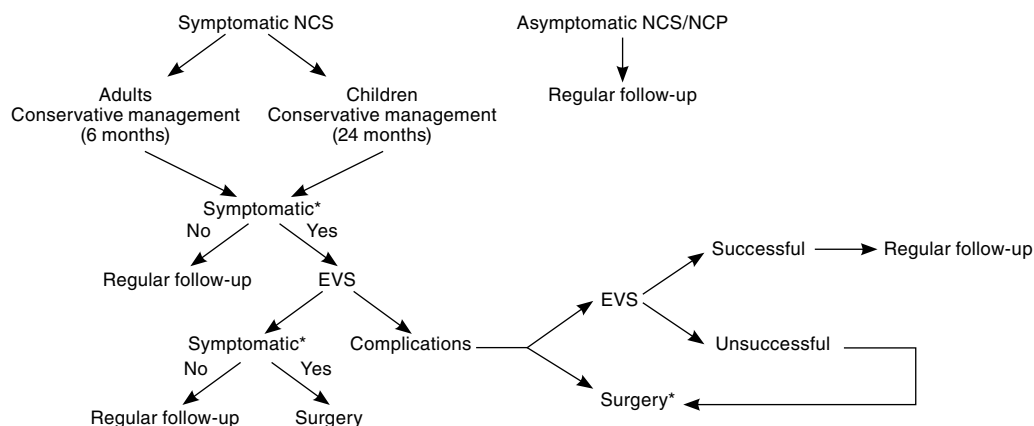 Symptomatic NCS
Asymptomatic NCS/NCP
Regular follow-up
Adults
Conservative management
(6 months)
Children
Conservative management
(24 months)
Symptomatic*
No
Yes
Regular follow-up
EVS
Symptomatic*
No
Yes
Regular follow-up
Surgery
Complications
EVS
Successful
Regular follow-up
Unsuccessful
Surgery*